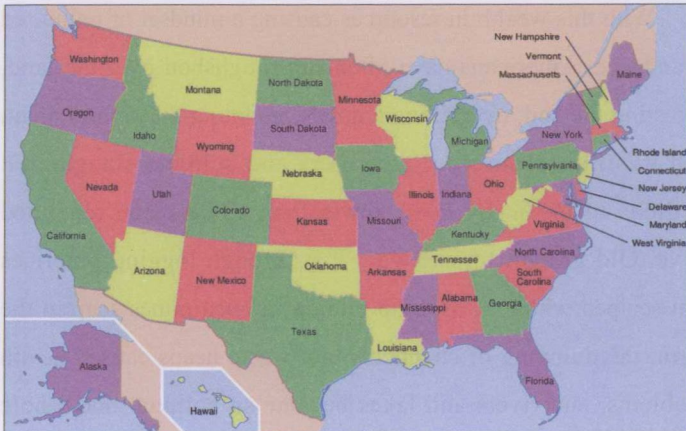 New Hampshire
Vermont
Massachusetts
Maine
Washington
Montana
North Dakota
Minnesota
Oregon
Idaho
Wisconsin
South Dakota
Michigan
New York
Wyoming
Rhode Island
Connecticut
Pennsylvania
Iowa
Nebraska
Nevada
Utah
Ohio
Illinois
Indiana
New Jersey
Delaware
Colorado
Maryland
California
Kansas
Missouri
Virginia
Kentucky
West Virginia
North Carolina
Tennessee
Arizona
Oklahoma
New Mexico
Arkansas
South
Carolina
Mississippi
Alabama
Georgia
Texas
Louisiana
Alaska
Florida
Hawaii